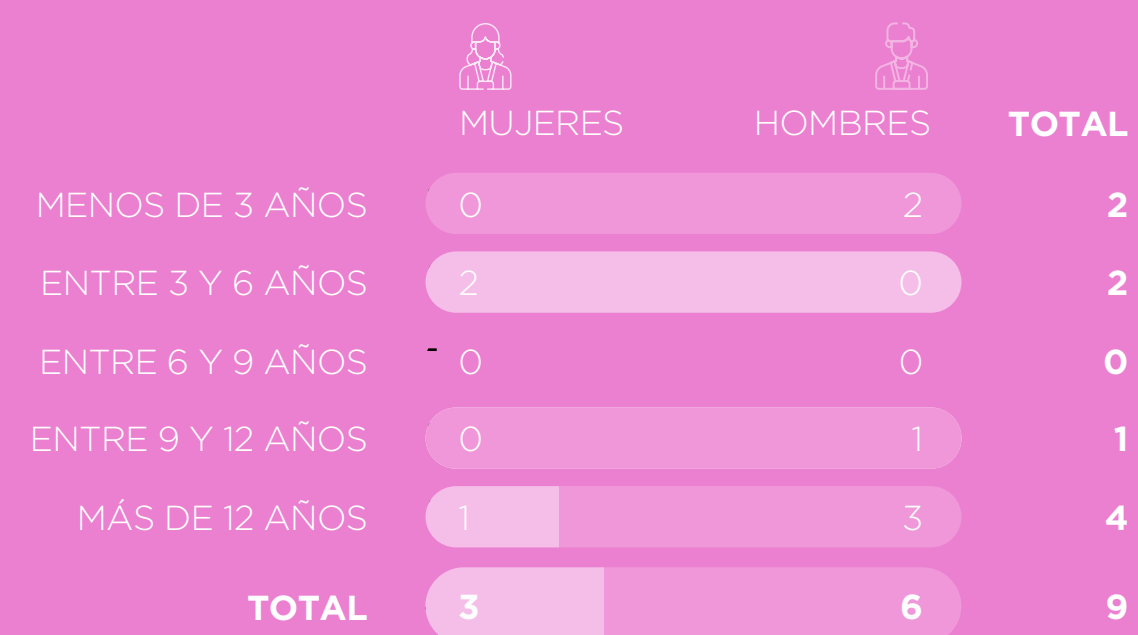 MUJERES HOMBRES TOTAL
MENOS DE 3 AÑOS 0 2 2
ENTRE 3 Y 6 AÑOS 2 0 2
ENTRE 6 Y 9 AÑOS - 0 0 0
ENTRE 9 Y 12 AÑOS 0 1 1
MÁS DE 12 AÑOS 1 3 4
TOTAL 3 6 9